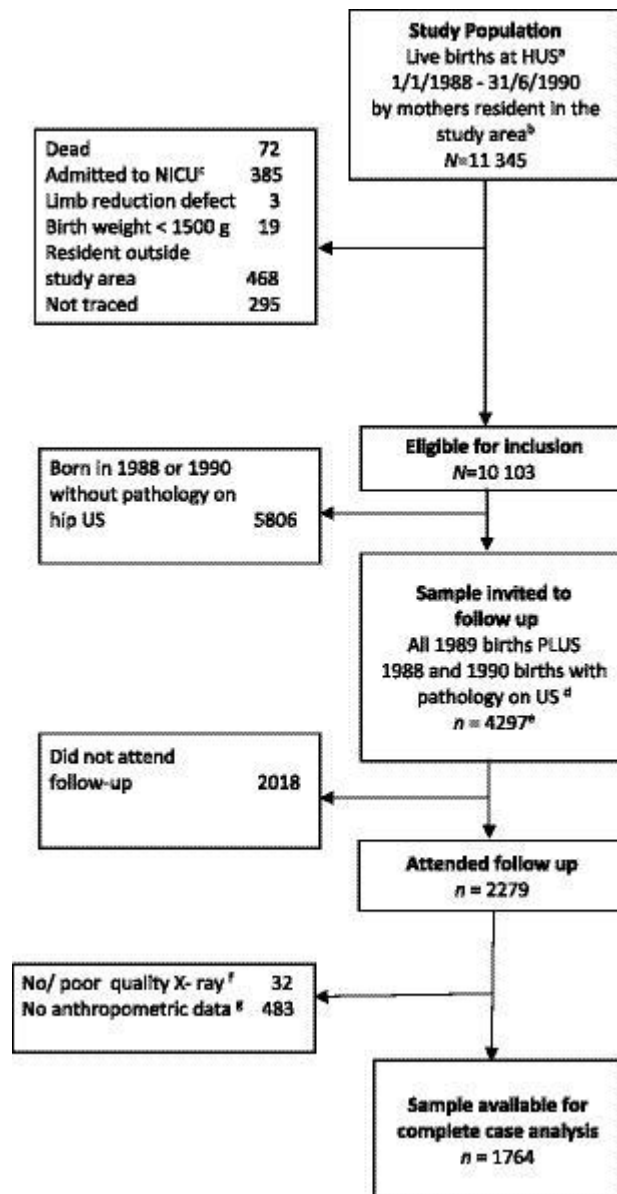 Study Population
Live births at HUSᵃ
1/1/1988 - 31/6/1990
by mothers resident in the
study areaᵇ
N=11 345
Dead 72
Admitted to NICUᶜ 385
Limb reduction defect 3
Birth weight < 1500 g 19
Resident outside
study area 468
Not traced 295
Eligible for inclusion
N=10 103
Born in 1988 or 1990
without pathology on
hip US 5806
Sample invited to
follow up
All 1989 births PLUS
1988 and 1990 births with
pathology on US ᵈ
n = 4297ᵉ
Did not attend
follow-up 2018
Attended follow up
n = 2279
No/ poor quality X- ray ᶠ 32
No anthropometric data ᵍ 483
Sample available for
complete case analysis
n = 1764